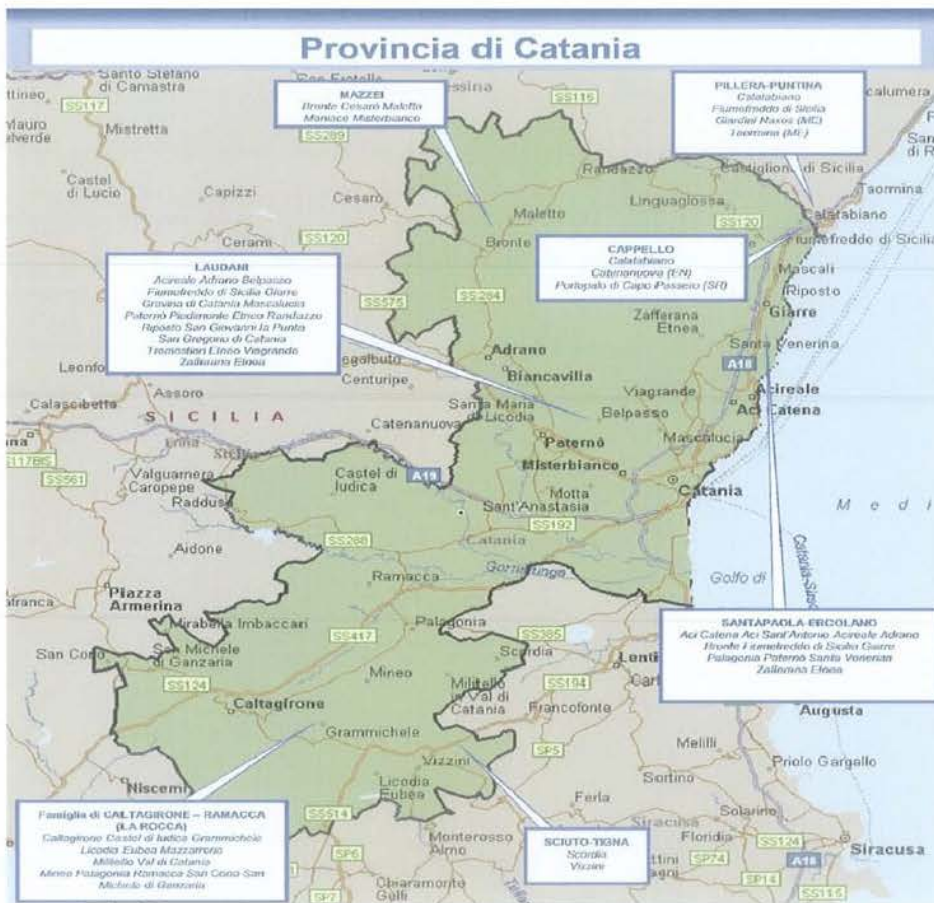 Provincia di Catania
MAZZEI
Bronte Cesarò Maletto
Maniace Misterbianco
PILLERA-PUNTINA
Calatabiano
Fiumefreddo di Sicilia
Giardini Naxos (ME)
Taormina (ME)
CAPPELLO
Calatabiano
Catenanuova (EN)
Portopalo di Capo Passero (SR)
LAUDANI
Acireale Adrano Belpasso
Fiumefreddo di Sicilia Giarre
Gravina di Catania Mascalucia
Paternò Piedimonte Etneo Randazzo
Riposto San Giovanni la Punta
San Gregorio di Catania
Tremestieri Etneo Viagrande
Zafferana Etnea
SANTAPAOLA-ERCOLANO
Aci Catena Aci Sant'Antonio Acireale Adrano
Bronte Fiumefreddo di Sicilia Giarre
Palagonia Paternò Santa Venerina
Zafferana Etnea
Famiglia di CALTAGIRONE – RAMACCA
(LA ROCCA)
Caltagirone Castel di Iudica Grammichele
Licodia Eubea Mazzarrone
Militello Val di Catania
Mineo Palagonia Ramacca San Cono San
Michele di Ganzaria
SCIUTO-TIGNA
Scordia
Vizzini
Santo Stefano
di Camastra
SS117
Mistretta
SS289
SS116
Castel
di Lucio
Capizzi
Cesarò
Cerami
SS120
SS575
Randazzo
Castiglione di Sicilia
Linguaglossa
SS120
Taormina
Calatabiano
Fiumefreddo di Sicilia
Maletto
Bronte
SS284
Mascali
Riposto
Giarre
Zafferana
Etnea
Santa Venerina
A18
Adrano
Biancavilla
Centuripe
Assoro
Calascibetta
SICILIA
Enna
Catenanuova
Santa Maria
di Licodia
Viagrande
Belpasso
Acireale
Aci Catena
Mascalucia
Paternò
Misterbianco
Catania
Motta
Sant'Anastasia
SS192
Catania
A19
SS117BIS
SS561
Valguarnera
Caropepe
Raddusa
Castel di
Iudica
Aidone
SS288
Gornalunga
Golfo di
Medi
Ramacca
Piazza
Armerina
Mirabella Imbaccari
SS417
Palagonia
SS385
Scordia
San Cono
San Michele
di Ganzaria
SS124
Mineo
Militello
in Val di
Catania
SS194
Francofonte
Augusta
Caltagirone
Grammichele
SP5
Melilli
Priolo Gargallo
Vizzini
Sortino
Niscemi
Licodia
Eubea
SS514
Ferla
Solarino
Siracusa
Floridia
SS124
Siracusa
Monterosso
Almo
SP6
SP74
A18
Chiaramonte
Gulfi
SP7
SP14
SS115